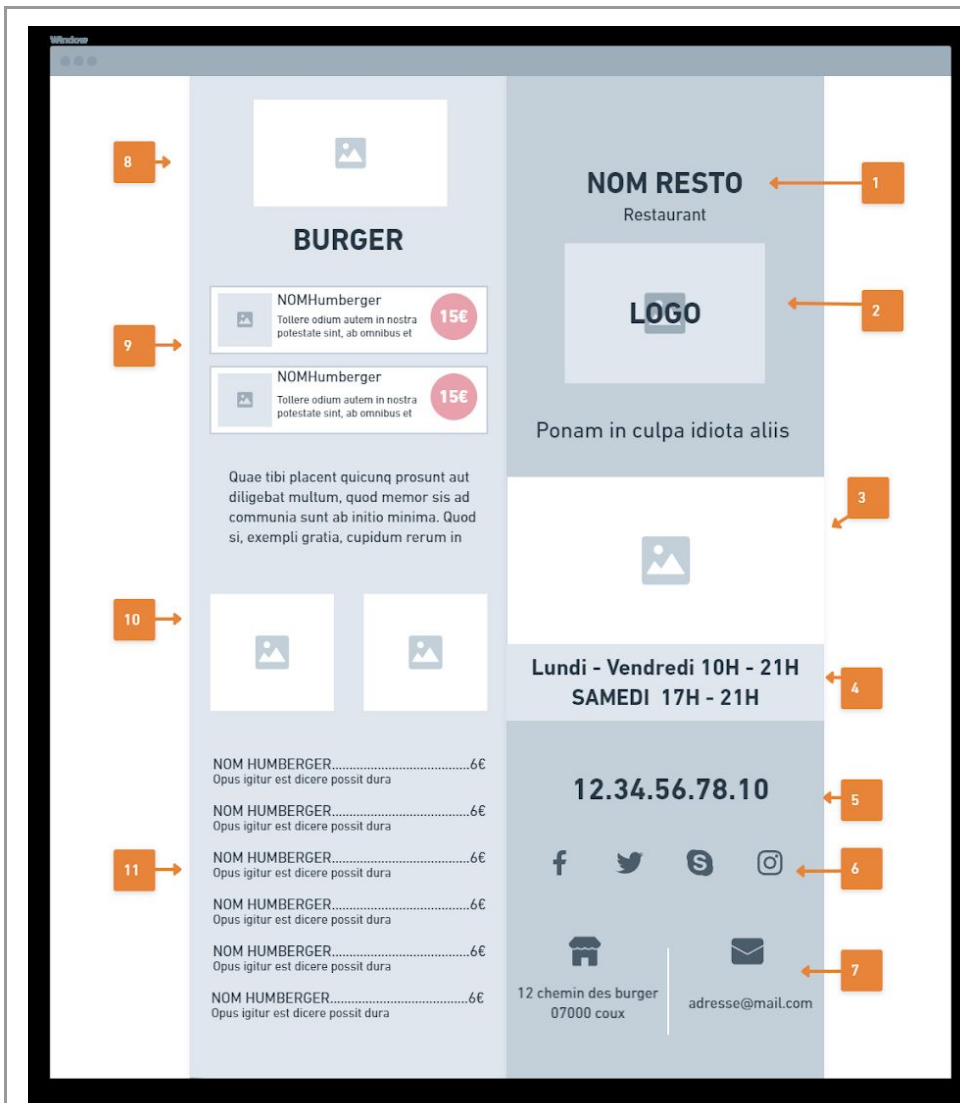 Window
8
BURGER
9
NOMHumberger
Tollere odium autem in nostra
potestate sint, ab omnibus et
15€
NOMHumberger
Tollere odium autem in nostra
potestate sint, ab omnibus et
15€
Quae tibi placent quicunq prosunt aut
diligebat multum, quod memor sis ad
communia sunt ab initio minima. Quod
si, exempli gratia, cupidum rerum in
10
11
NOM HUMBERGER.......................................6€
Opus igitur est dicere possit dura
NOM HUMBERGER.......................................6€
Opus igitur est dicere possit dura
NOM HUMBERGER.......................................6€
Opus igitur est dicere possit dura
NOM HUMBERGER.......................................6€
Opus igitur est dicere possit dura
NOM HUMBERGER.......................................6€
Opus igitur est dicere possit dura
NOM HUMBERGER.......................................6€
Opus igitur est dicere possit dura
NOM RESTO
1
Restaurant
LOGO
2
Ponam in culpa idiota aliis
3
Lundi - Vendredi 10H - 21H
SAMEDI 17H - 21H
4
12.34.56.78.10
5
6
7
12 chemin des burger
07000 coux
adresse@mail.com